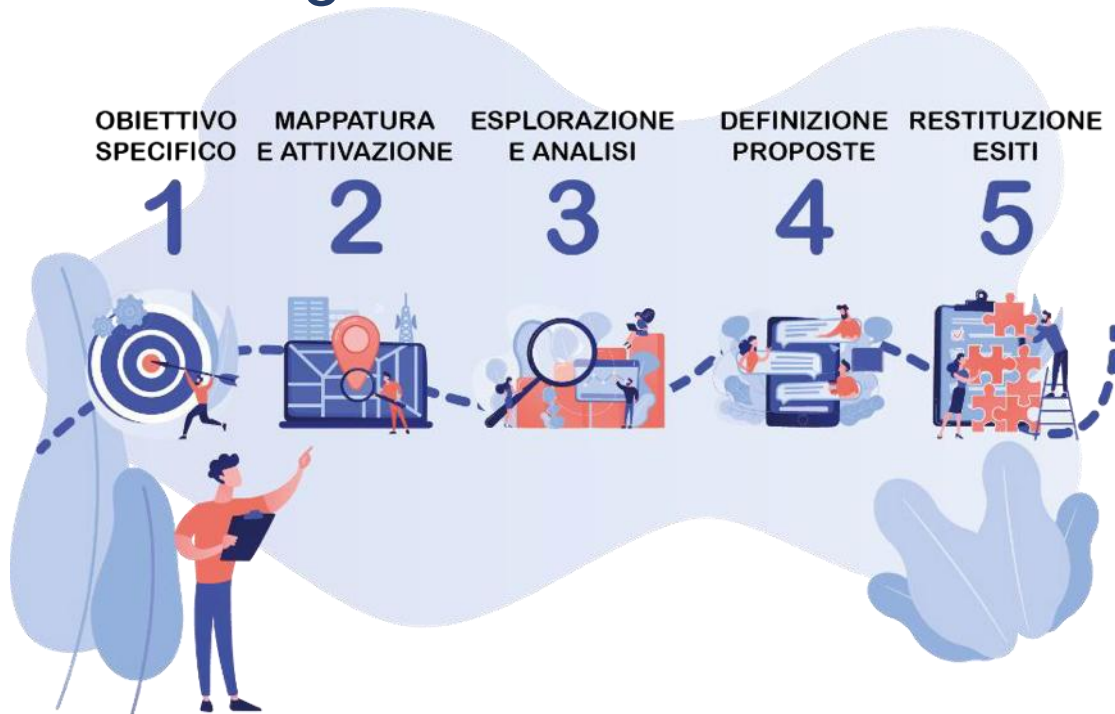 OBIETTIVO
SPECIFICO
1
MAPPATURA
E ATTIVAZIONE
2
ESPLORAZIONE
E ANALISI
3
DEFINIZIONE
PROPOSTE
4
RESTITUZIONE
ESITI
5